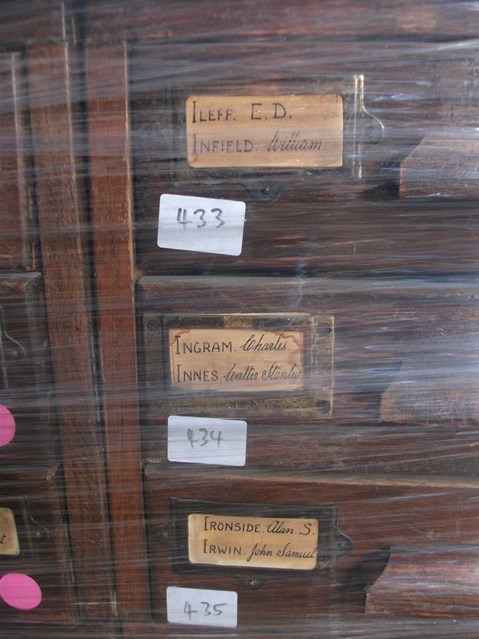 ILEFF. E.D.
INFIELD. William
433
INGRAM Charles
INNES. Walter Stanley
434
IRONSIDE. Alan. S.
IRWIN. John Samuel
435